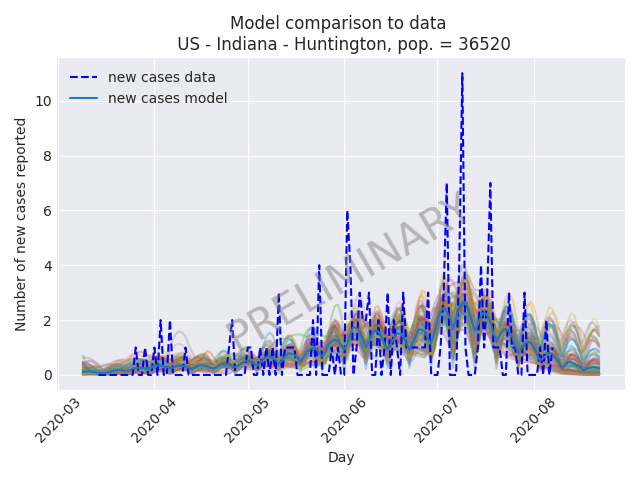 Model comparison to data
US - Indiana - Huntington, pop. = 36520
new cases data
new cases model
Number of new cases reported
10
8
6
4
2
0
PRELIMINARY
2020-03
2020-04
2020-05
2020-06
2020-07
2020-08
Day